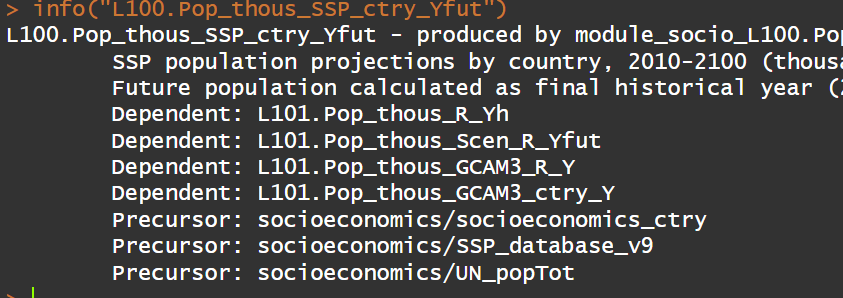 > info("L100.Pop_thous_SSP_ctry_Yfut")
L100.Pop_thous_SSP_ctry_Yfut - produced by module_socio_L100.Pop
SSP population projections by country, 2010-2100 (thousa
Future population calculated as final historical year (2
Dependent: L101.Pop_thous_R_Yh
Dependent: L101.Pop_thous_Scen_R_Yfut
Dependent: L101.Pop_thous_GCAM3_R_Y
Dependent: L101.Pop_thous_GCAM3_ctry_Y
Precursor: socioeconomics/socioeconomics_ctry
Precursor: socioeconomics/SSP_database_v9
Precursor: socioeconomics/UN_popTot
>